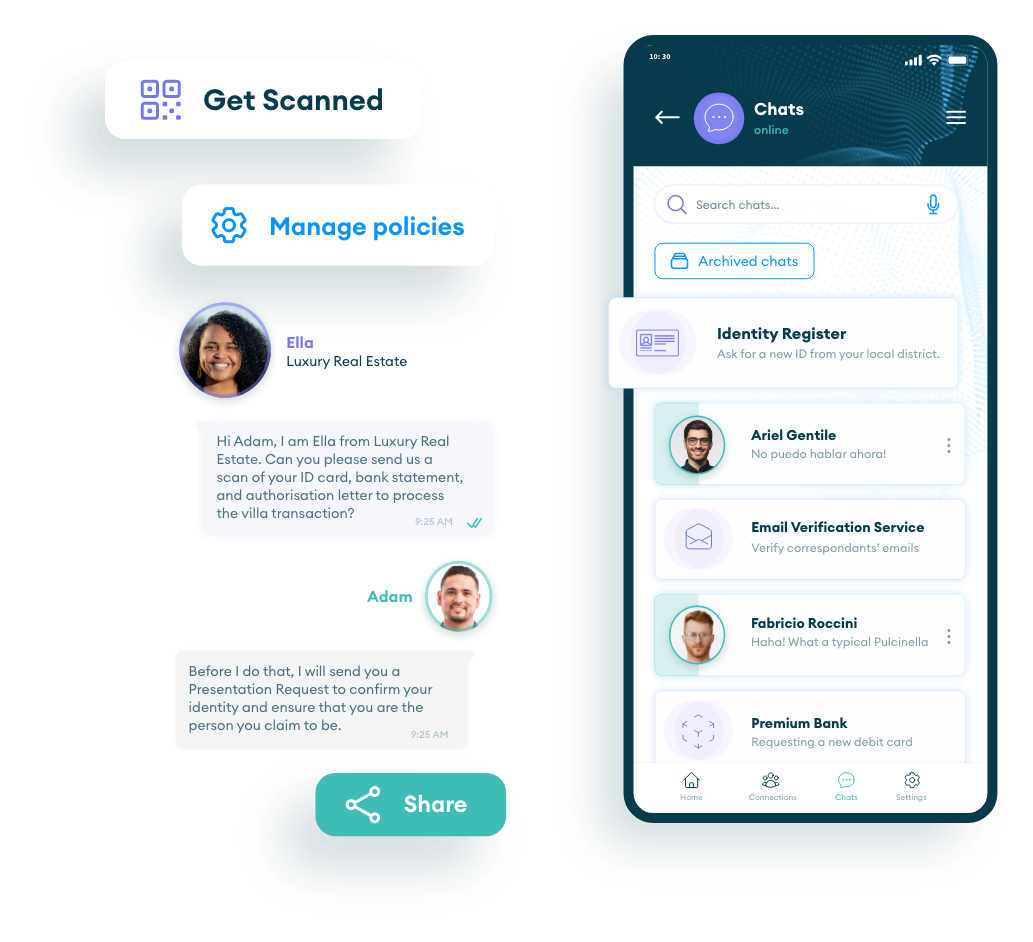 Get Scanned
Manage policies
Ella
Luxury Real Estate
Hi Adam, I am Ella from Luxury Real
Estate. Can you please send us a
scan of your ID card, bank statement,
and authorisation letter to process
the villa transaction?
9:25 AM
Adam
Before I do that, I will send you a
Presentation Request to confirm your
identity and ensure that you are the
person you claim to be.
9:25 AM
Share
10: 30
Chats
online
Search chats...
Archived chats
Identity Register
Ask for a new ID from your local district.
Ariel Gentile
No puedo hablar ahora!
Email Verification Service
Verify correspondants’ emails
Fabricio Roccini
Haha! What a typical Pulcinella
Premium Bank
Requesting a new debit card
Home
Connections
Chats
Settings